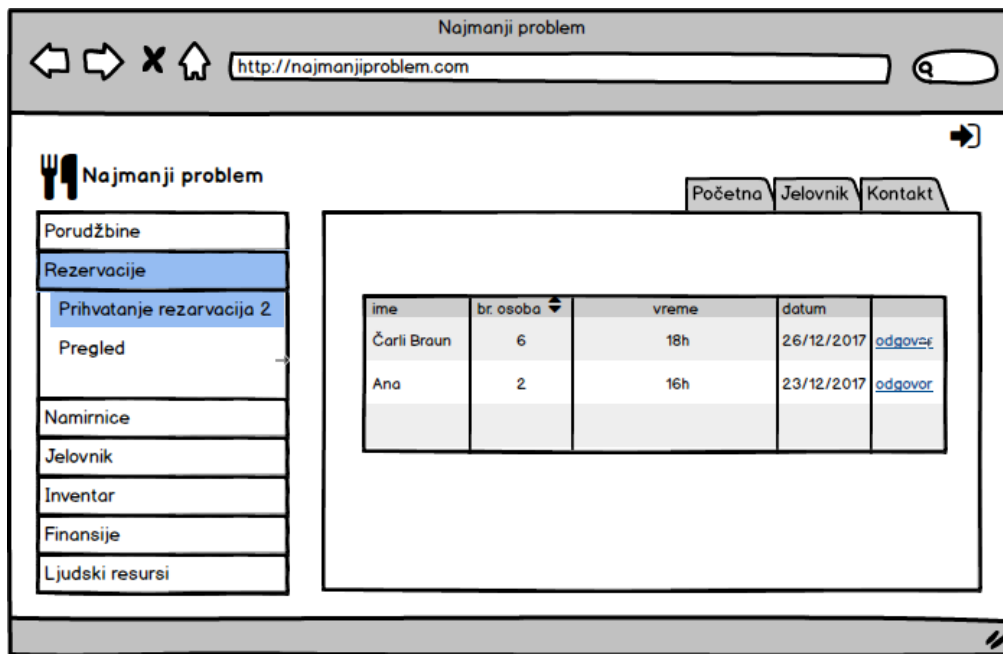 Najmanji problem
http://najmanjiproblem.com
Najmanji problem
Početna Jelovnik Kontakt
Porudžbine
Rezervacije
Prihvatanje rezarvacija 2
Pregled
Namirnice
Jelovnik
Inventar
Finansije
Ljudski resursi
ime br. osoba vreme datum
Čarli Braun 6 18h 26/12/2017 odgovor
Ana 2 16h 23/12/2017 odgovor